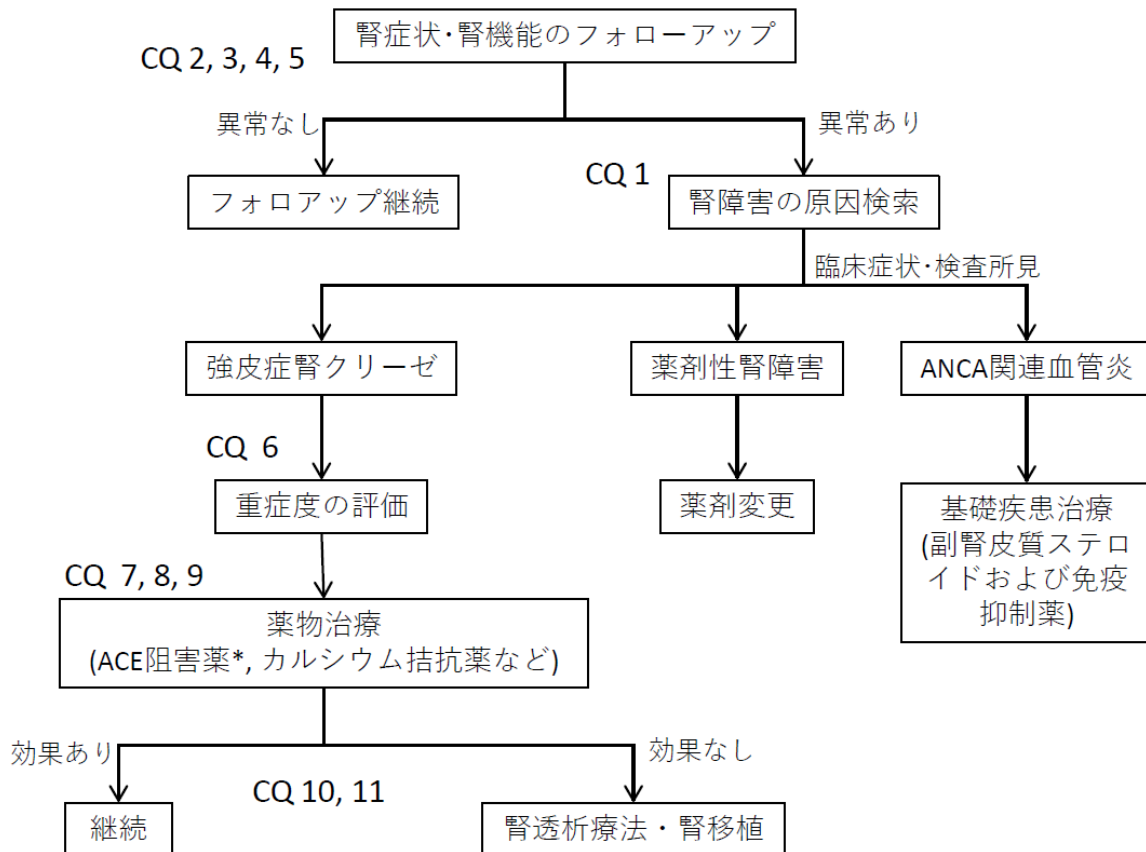 腎症状･腎機能のフォローアップ
CQ 2, 3, 4, 5
異常なし
異常あり
CQ 1
フォロアップ継続
腎障害の原因検索
臨床症状･検査所見
強皮症腎クリーゼ
薬剤性腎障害
ANCA関連血管炎
CQ 6
重症度の評価
薬剤変更
基礎疾患治療
(副腎皮質ステロ
イドおよび免疫
抑制薬)
CQ 7, 8, 9
薬物治療
(ACE阻害薬*, カルシウム拮抗薬など)
効果あり
効果なし
CQ 10, 11
継続
腎透析療法・腎移植